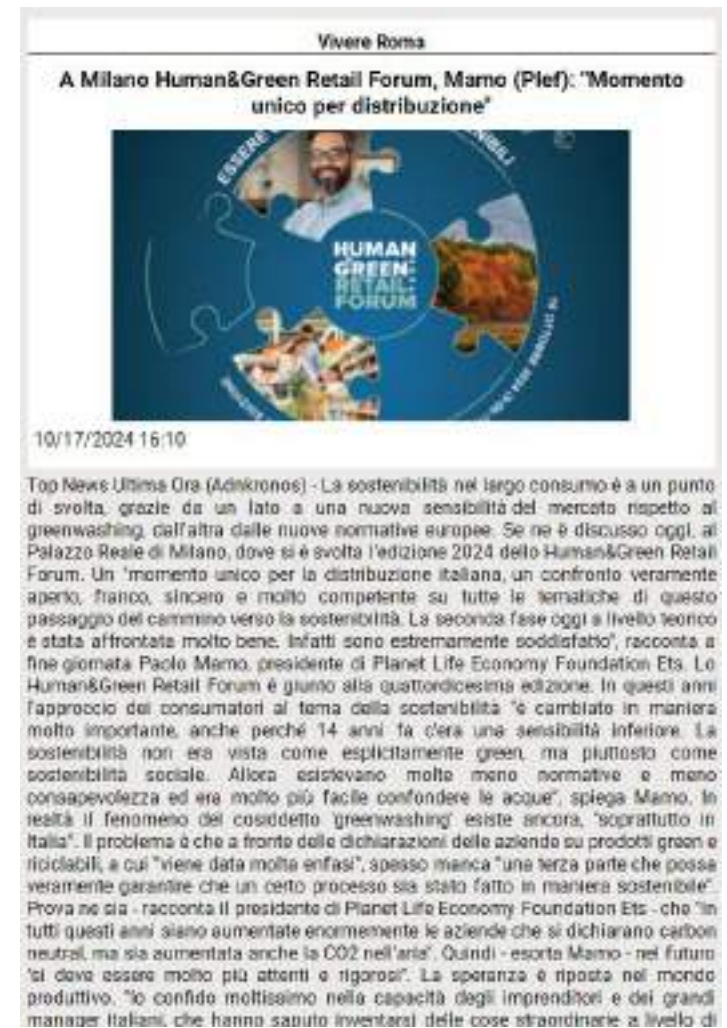 Vivere Roma
A Milano Human&Green Retail Forum, Mamo (Plef): "Momento
unico per distribuzione"
ESSERE
NIBILI
HUMAN
GREEN
RETAIL
FORUM
OTTOBRE 2024
10/17/2024 16:10
Top News Ultima Ora (Adnkronos) - La sostenibilità nel largo consumo è a un punto
di svolta, grazie da un lato a una nuova sensibilità del mercato rispetto al
greenwashing, dall'altra dalle nuove normative europee. Se ne è discusso oggi, al
Palazzo Reale di Milano, dove si è svolta l'edizione 2024 dello Human&Green Retail
Forum. Un "momento unico per la distribuzione italiana, un confronto veramente
aperto, franco, sincero e molto competente su tutte le tematiche di questo
passaggio del cammino verso la sostenibilità. La seconda fase oggi a livello teorico
è stata affrontata molto bene. Infatti sono estremamente soddisfatto", racconta a
fine giornata Paolo Mamo, presidente di Planet Life Economy Foundation Ets. Lo
Human&Green Retail Forum è giunto alla quattordicesima edizione. In questi anni
l'approccio dei consumatori al tema della sostenibilità "è cambiato in maniera
molto importante, anche perché 14 anni fa c'era una sensibilità inferiore. La
sostenibilità non era vista come esplicitamente green, ma piuttosto come
sostenibilità sociale. Allora esistevano molte meno normative e meno
consapevolezza ed era molto più facile confondere le acque", spiega Mamo. In
realtà il fenomeno del cosiddetto 'greenwashing' esiste ancora, "soprattutto in
Italia". Il problema è che a fronte delle dichiarazioni delle aziende su prodotti green e
riciclabili, a cui "viene data molta enfasi", spesso manca "una terza parte che possa
veramente garantire che un certo processo sia stato fatto in maniera sostenibile".
Prova ne sia - racconta il presidente di Planet Life Economy Foundation Ets - che "in
tutti questi anni siano aumentate enormemente le aziende che si dichiarano carbon
neutral, ma sia aumentata anche la CO2 nell'aria". Quindi - esorta Mamo - nel futuro
"si deve essere molto più attenti e rigorosi". La speranza è riposta nel mondo
produttivo. "Io confido moltissimo nella capacità degli imprenditori e dei grandi
manager italiani, che hanno saputo inventarsi delle cose straordinarie a livello di